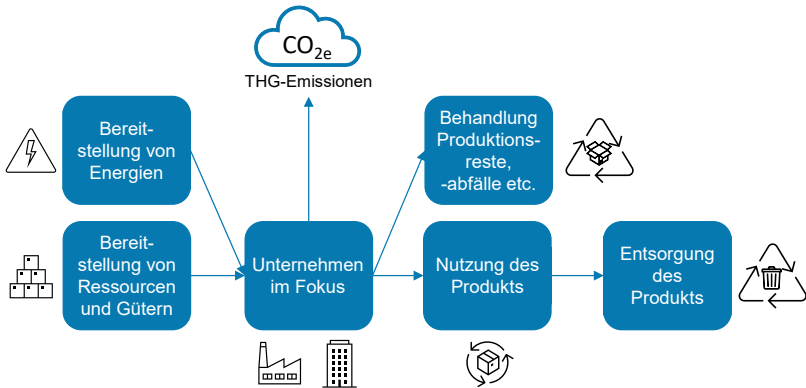 CO2e
THG-Emissionen
Bereit-
stellung von
Energien
Behandlung
Produktions-
reste,
-abfälle etc.
Bereit-
stellung von
Ressourcen
und Gütern
Unternehmen
im Fokus
Nutzung des
Produkts
Entsorgung
des
Produkts